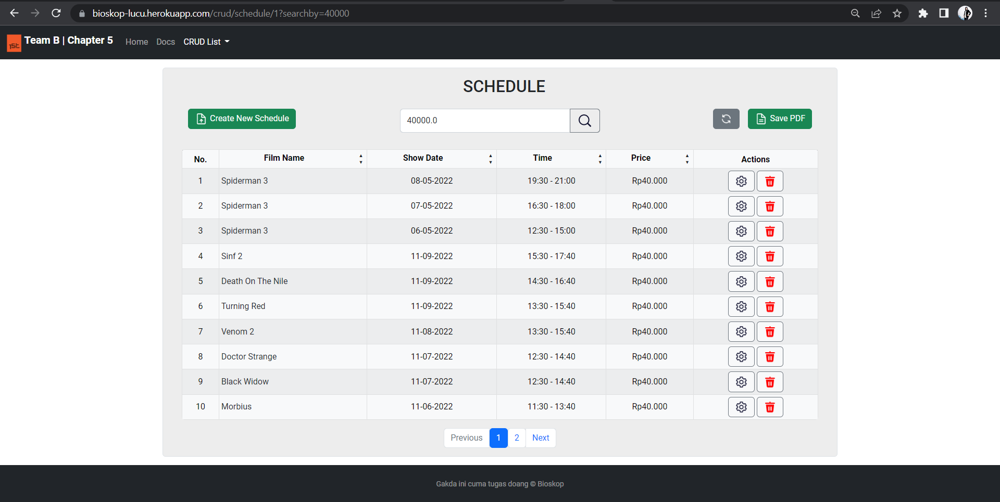 bioskop-lucu.herokuapp.com/crud/schedule/1?searchby=40000
1St Team B | Chapter 5 Home Docs CRUD List
SCHEDULE
Create New Schedule 40000.0 Save PDF
No. Film Name Show Date Time Price Actions
1 Spiderman 3 08-05-2022 19:30 - 21:00 Rp40.000
2 Spiderman 3 07-05-2022 16:30 - 18:00 Rp40.000
3 Spiderman 3 06-05-2022 12:30 - 15:00 Rp40.000
4 Sinf 2 11-09-2022 15:30 - 17:40 Rp40.000
5 Death On The Nile 11-09-2022 14:30 - 16:40 Rp40.000
6 Turning Red 11-09-2022 13:30 - 15:40 Rp40.000
7 Venom 2 11-08-2022 13:30 - 15:40 Rp40.000
8 Doctor Strange 11-07-2022 12:30 - 14:40 Rp40.000
9 Black Widow 11-07-2022 12:30 - 14:40 Rp40.000
10 Morbius 11-06-2022 11:30 - 13:40 Rp40.000
Previous 1 2 Next
Gakda ini cuma tugas doang © Bioskop